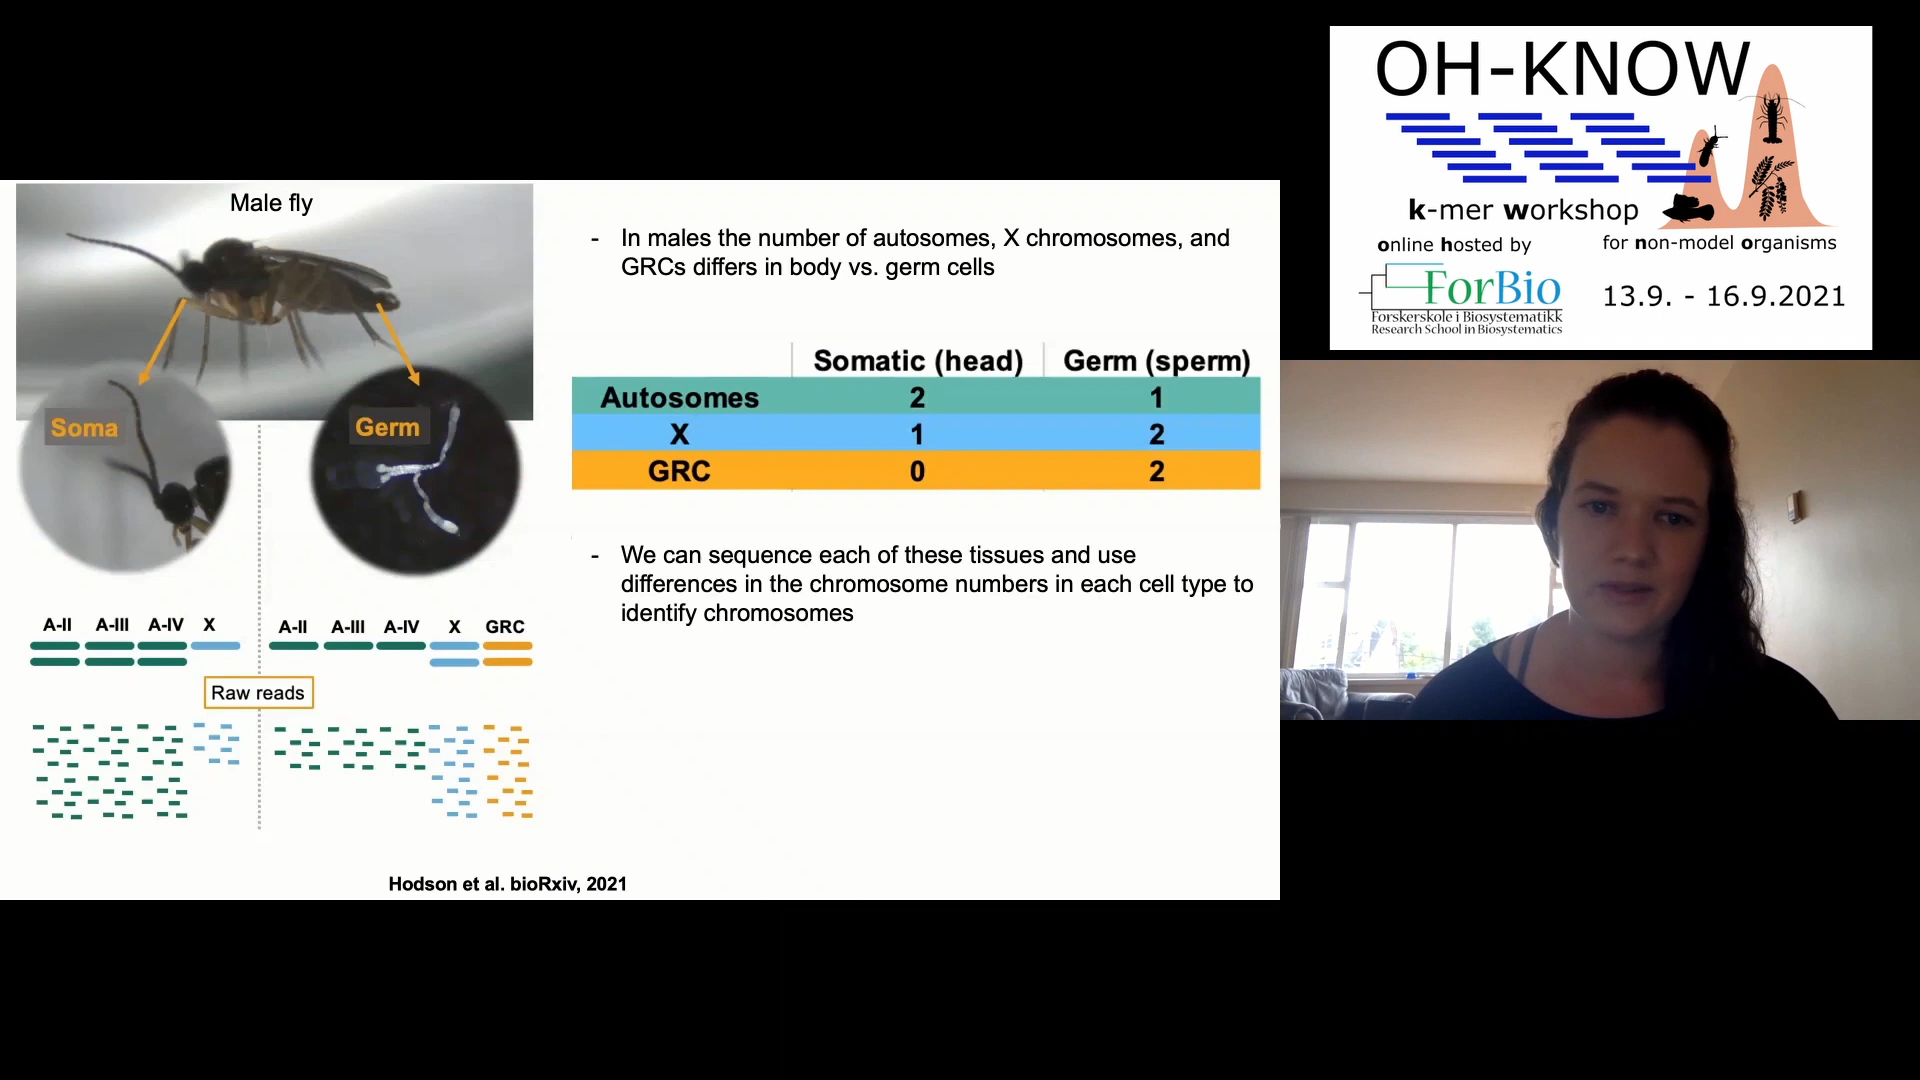 Male fly
Soma
Germ
A-II A-III A-IV X
A-II A-III A-IV X GRC
Raw reads
- In males the number of autosomes, X chromosomes, and
GRCs differs in body vs. germ cells
Somatic (head) Germ (sperm)
Autosomes 2 1
X 1 2
GRC 0 2
- We can sequence each of these tissues and use
differences in the chromosome numbers in each cell type to
identify chromosomes
Hodson et al. bioRxiv, 2021
OH-KNOW
k-mer workshop
online hosted by
for non-model organisms
ForBio
Forskerskole i Biosystematikk
Research School in Biosystematics
13.9. - 16.9.2021